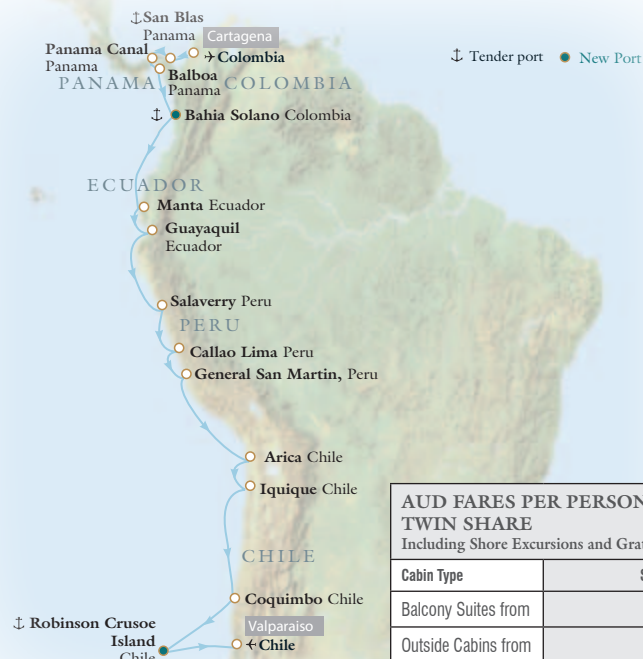 ⚓San Blas
Panama
Cartagena
✈Colombia
Panama Canal
Panama
Balboa
Panama
PANAMA
COLOMBIA
⚓ Tender port
New Port
⚓ Bahia Solano Colombia
ECUADOR
Manta Ecuador
Guayaquil
Ecuador
Salaverry Peru
PERU
Callao Lima Peru
General San Martin, Peru
Arica Chile
Iquique Chile
CHILE
Coquimbo Chile
⚓ Robinson Crusoe
Island
Chile
Valparaiso
✈Chile
AUD FARES PER PERSON
TWIN SHARE
Including Shore Excursions and Grat
Cabin Type
S
Balcony Suites from
Outside Cabins from